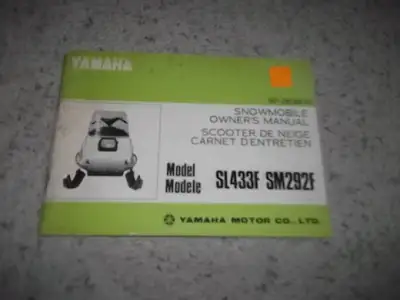 YAMAHA
SNOWMOBILE
OWNER'S MANUAL
SCOOTER DE NEIGE
CARNET D'ENTRETIEN
Model
Modele
SL433F SM292F
YAMAHA MOTOR CO., LTD.